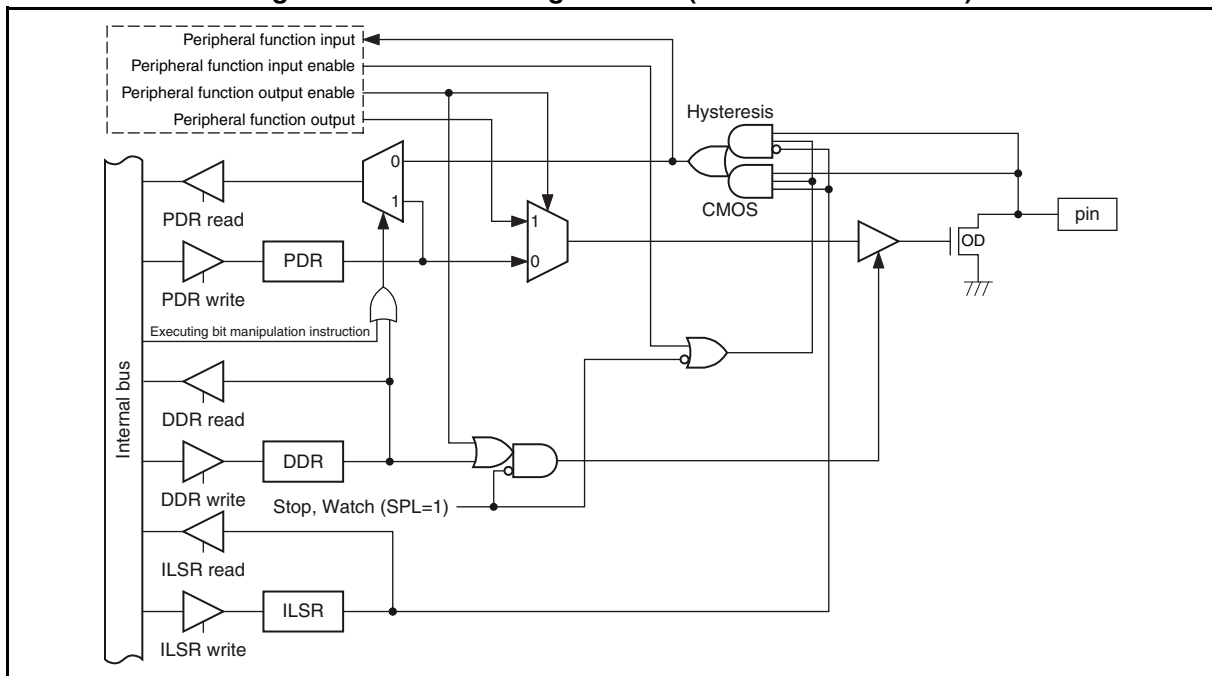 Peripheral function input
Peripheral function input enable
Peripheral function output enable
Peripheral function output
Hysteresis
0
1
CMOS
pin
PDR read
1
OD
PDR
0
PDR write
Executing bit manipulation instruction
Internal bus
DDR read
DDR
DDR write
Stop, Watch (SPL=1)
ILSR read
ILSR
ILSR write